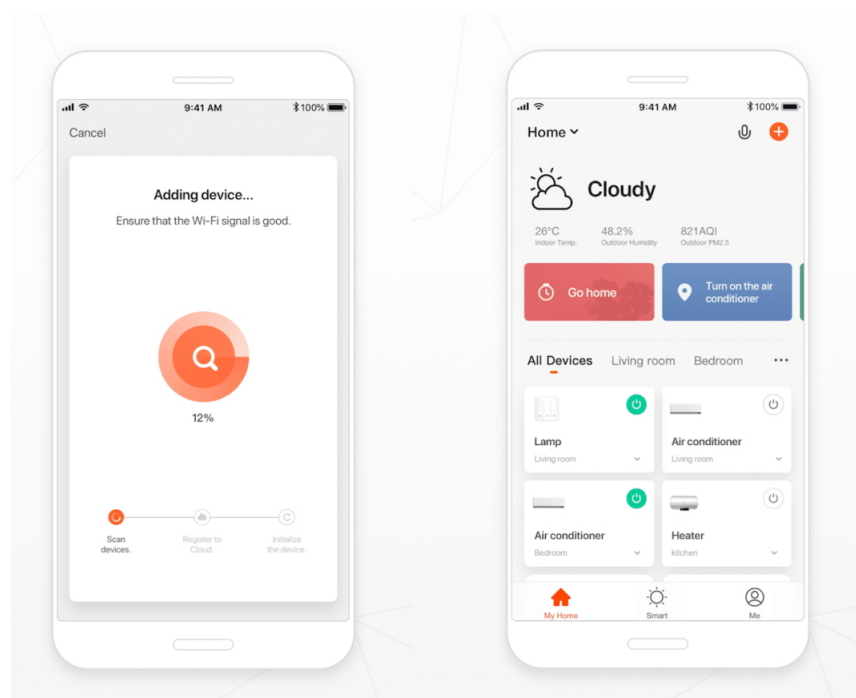 9:41 AM
100%
Cancel
Adding device...
Ensure that the Wi-Fi signal is good.
12%
Scan
devices.
Register to
Cloud.
Initialize
the device.
9:41 AM
100%
Home
Cloudy
26°C
48.2%
821AQI
Indoor Temp.
Outdoor Humidity
Outdoor PM2.5
Go home
Turn on the air
conditioner
All Devices
Living room
Bedroom
Lamp
Living room
Air conditioner
Living room
Air conditioner
Bedroom
Heater
kitchen
My Home
Smart
Me